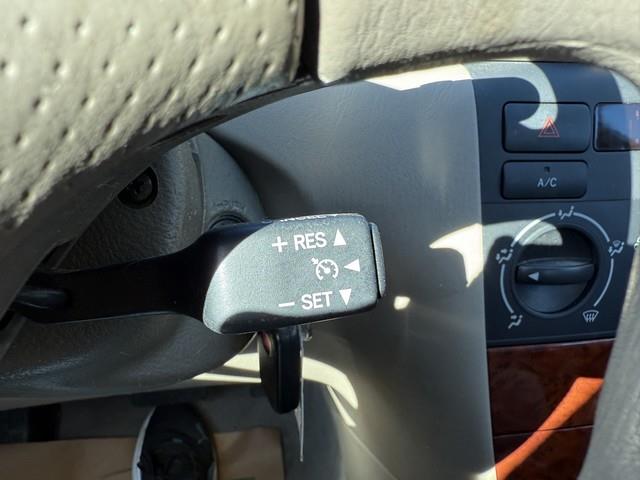 + RES ▲
◀
− SET ▼
A/C